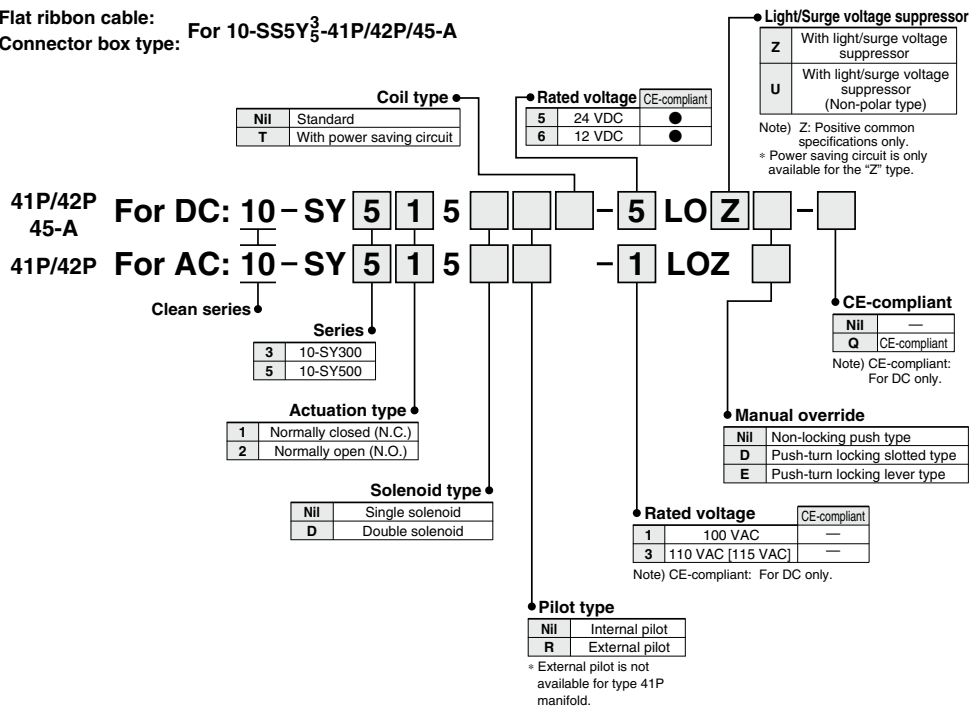 Flat ribbon cable:
Connector box type: For 10-SS5Y3/5-41P/42P/45-A
Light/Surge voltage suppressor
Z With light/surge voltage suppressor
U With light/surge voltage suppressor (Non-polar type)
Note) Z: Positive common specifications only.
* Power saving circuit is only available for the “Z” type.
Coil type
Nil Standard
T With power saving circuit
Rated voltage CE-compliant
5 24 VDC ●
6 12 VDC ●
41P/42P
45-A
For DC: 10 – SY 5 1 5 – 5 LO Z –
41P/42P For AC: 10 – SY 5 1 5 – 1 LOZ
Clean series
Series
3 10-SY300
5 10-SY500
Actuation type
1 Normally closed (N.C.)
2 Normally open (N.O.)
Solenoid type
Nil Single solenoid
D Double solenoid
CE-compliant
Nil —
Q CE-compliant
Note) CE-compliant:
For DC only.
Manual override
Nil Non-locking push type
D Push-turn locking slotted type
E Push-turn locking lever type
Rated voltage CE-compliant
1 100 VAC —
3 110 VAC [115 VAC] —
Note) CE-compliant: For DC only.
Pilot type
Nil Internal pilot
R External pilot
* External pilot is not
available for type 41P
manifold.